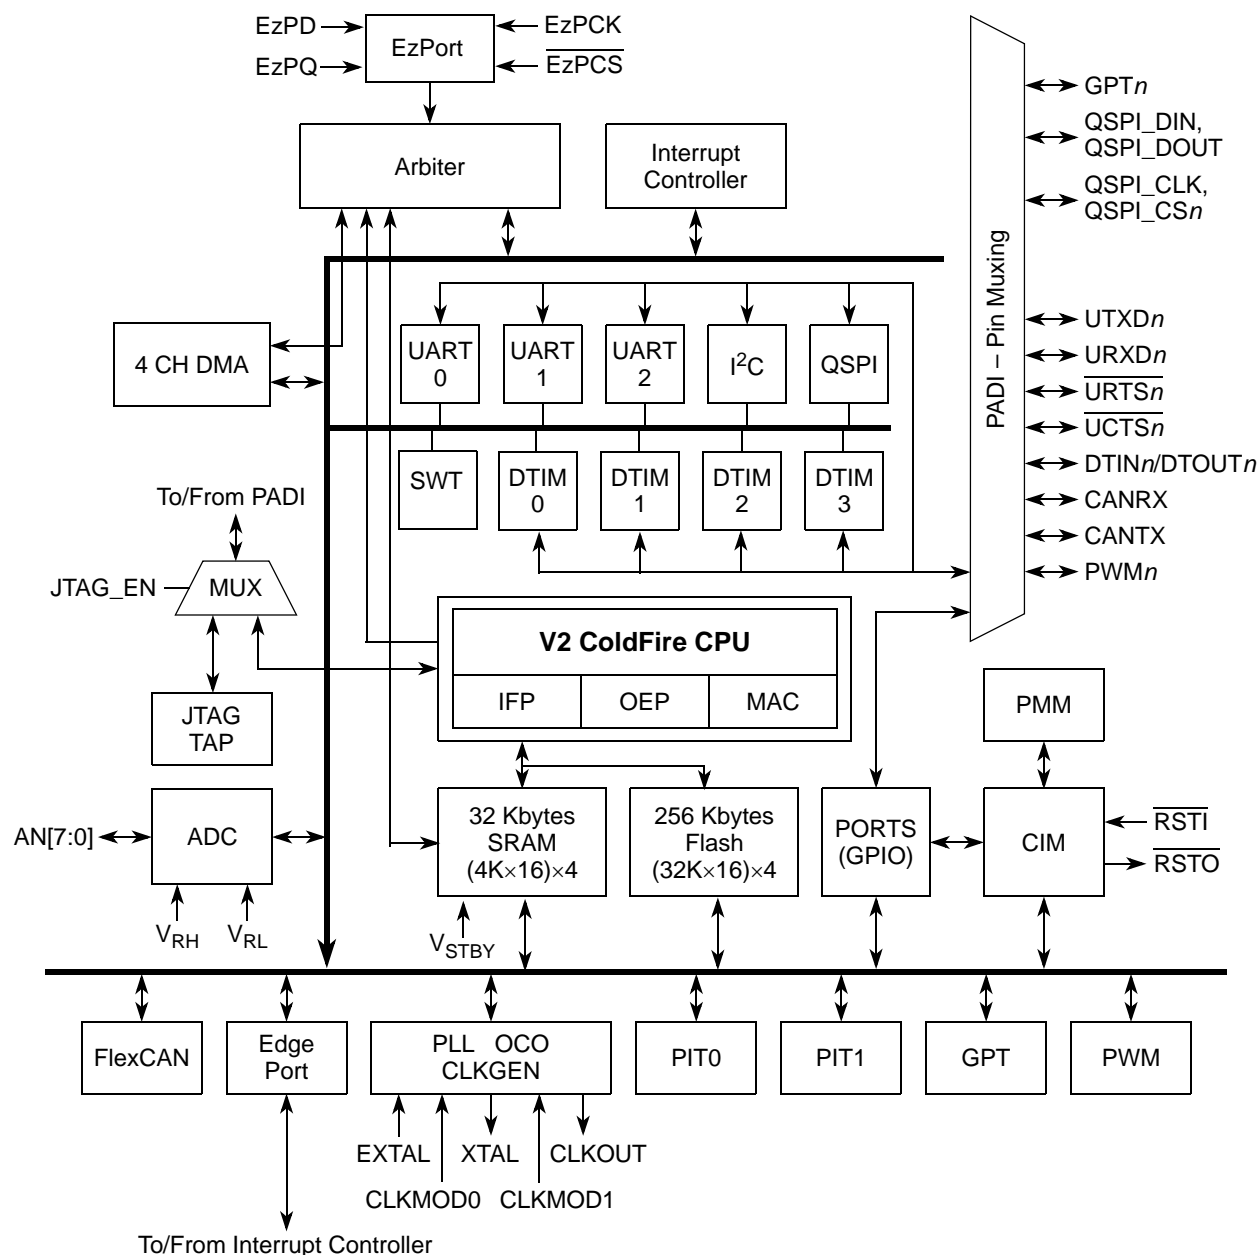 EzPD
EzPCK
EzPort
EzPQ
EzPCS
GPTn
QSPI_DIN,
QSPI_DOUT
Arbiter
Interrupt
Controller
QSPI_CLK,
QSPI_CSn
PADI – Pin Muxing
UTXDn
URXDn
URTSn
UCTSn
DTINn/DTOUTn
CANRX
CANTX
PWMn
4 CH DMA
UART
0
UART
1
UART
2
I²C
QSPI
SWT
DTIM
0
DTIM
1
DTIM
2
DTIM
3
To/From PADI
JTAG_EN
MUX
V2 ColdFire CPU
IFP
OEP
MAC
JTAG
TAP
PMM
AN[7:0]
ADC
VRH
VRL
32 Kbytes
SRAM
(4K×16)×4
VSTBY
256 Kbytes
Flash
(32K×16)×4
PORTS
(GPIO)
CIM
RSTI
RSTO
FlexCAN
Edge
Port
PLL OCO
CLKGEN
PIT0
PIT1
GPT
PWM
EXTAL
XTAL
CLKOUT
CLKMOD0
CLKMOD1
To/From Interrupt Controller